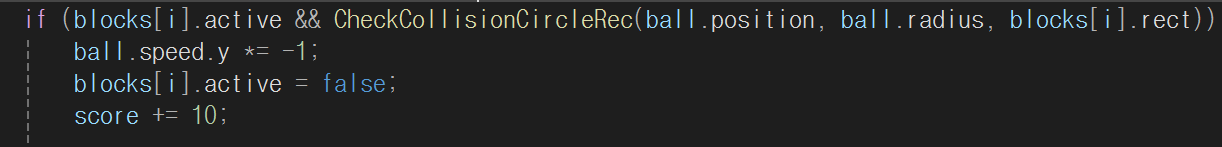 if (blocks[i].active && CheckCollisionCircleRec(ball.position, ball.radius, blocks[i].rect))
ball.speed.y *= -1;
blocks[i].active = false;
score += 10;